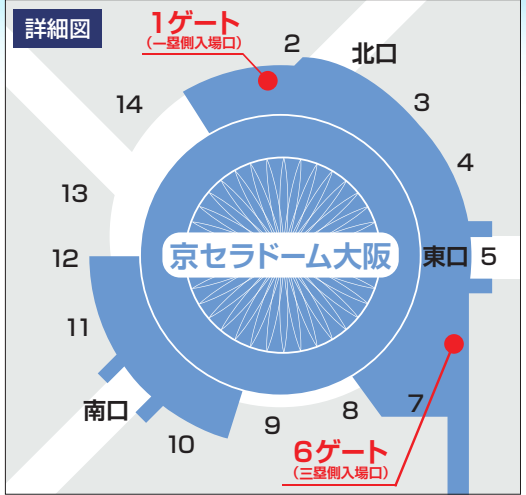 詳細図
1ゲート
(一塁側入場口)
2
北口
14
3
4
13
12
京セラドーム大阪
東口 5
11
南口
10
9
8
7
6ゲート
(三塁側入場口)